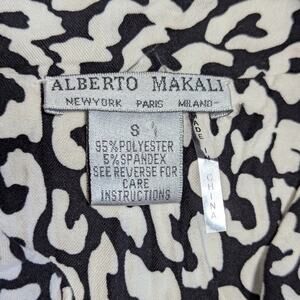 ALBERTO MAKALI
NEWYORK PARIS MILANO-
S
95% POLYESTER
5% SPANDEX
SEE REVERSE FOR
CARE
INSTRUCTIONS
CHINA